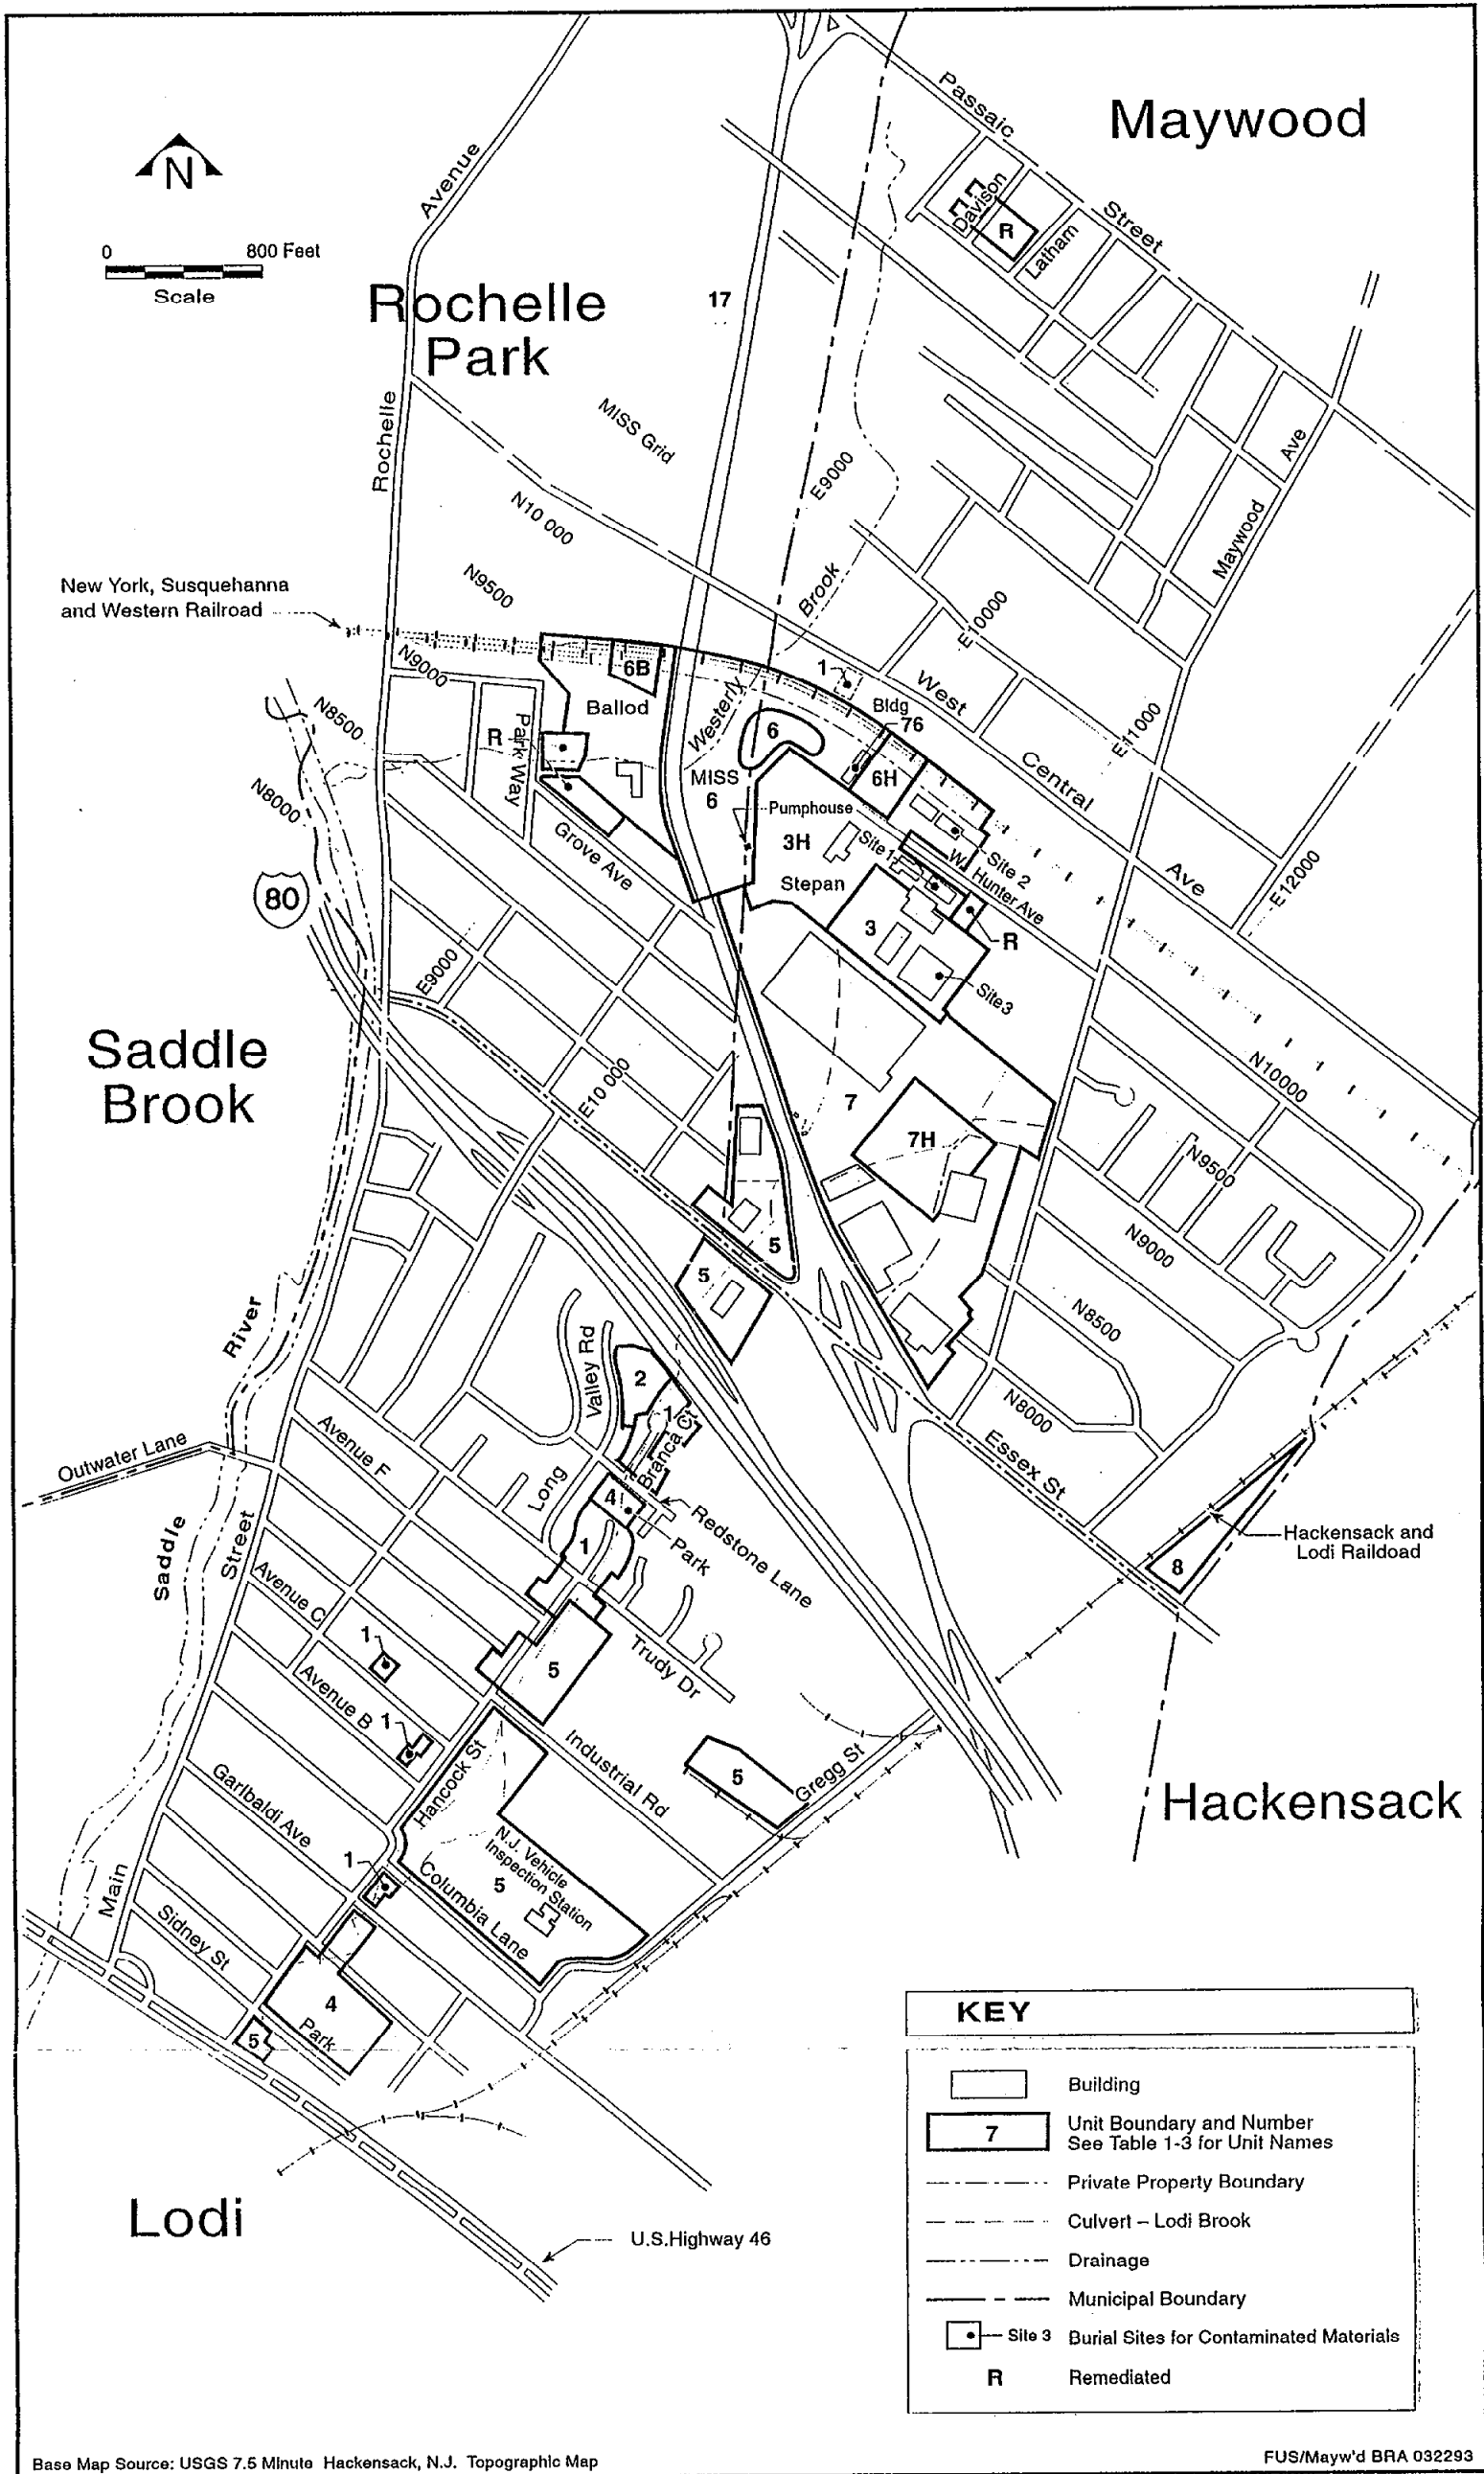 Maywood
Passaic
Street
Davison
R
Latham
N
Avenue
0
800 Feet
Scale
Rochelle
Park
17
MISS Grid
Rochelle
E9000
Ave
Maywood
N10 000
N9500
Brook
E10000
New York, Susquehanna
and Western Railroad
N9000
6B
Ballod
1
West
Bldg
76
E11000
N8500
R
Park Way
Westerly
6
6H
Central
N8000
MISS
6
Pumphouse
3H
Site 1
Site 2
W. Hunter Ave
Ave
E12000
Grove Ave
Stepan
80
3
R
E9000
Site3
Saddle
Brook
E10 000
N10000
7
7H
N9500
N9000
5
5
River
N8500
Valley Rd
2
1
Branca Ct
N8000
Outwater Lane
Avenue F
Long
4
Essex St
Redstone Lane
Park
Saddle
Street
1
Hackensack and
Lodi Raildoad
8
Avenue C
1
5
Trudy Dr
Avenue B
1
Industrial Rd
Hancock St
5
Gregg St
Hackensack
Garibaldi Ave
N.J. Vehicle
Inspection Station
5
1
Columbia Lane
Main
Sidney St
4
Park
5
Lodi
U.S.Highway 46
KEY
Building
7
Unit Boundary and Number
See Table 1-3 for Unit Names
Private Property Boundary
Culvert – Lodi Brook
Drainage
Municipal Boundary
Site 3
Burial Sites for Contaminated Materials
R
Remediated
Base Map Source: USGS 7.5 Minute Hackensack, N.J. Topographic Map
FUS/Mayw'd BRA 032293